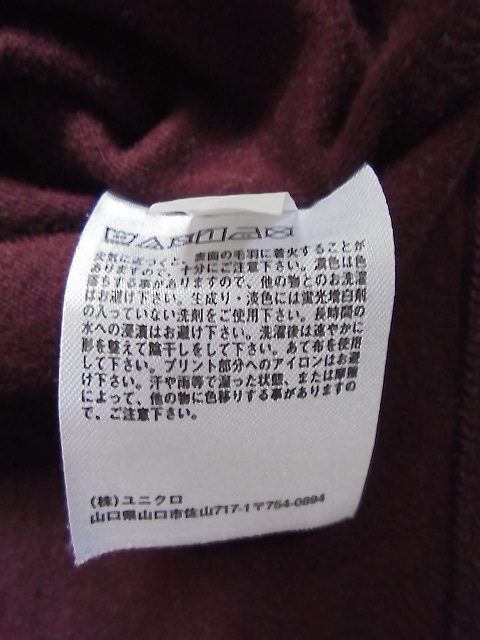 火気に近づくと、表面の毛羽に着火することが
ありますので、十分にご注意下さい。濃色は色
落ちする事がありますので、他の物とのお洗濯
はお避け下さい。生成り・淡色には蛍光増白剤
の入っていない洗剤をご使用下さい。長時間の
水への浸漬はお避け下さい。洗濯後は速やかに
形を整えて陰干しをして下さい。あて布を使用
して下さい。プリント部分へのアイロンはお避
け下さい。汗や雨等で湿った状態、または摩擦
によって、他の物に色移りする事がありますの
で、ご注意下さい。
(株)ユニクロ
山口県山口市佐山717-1〒754-0894